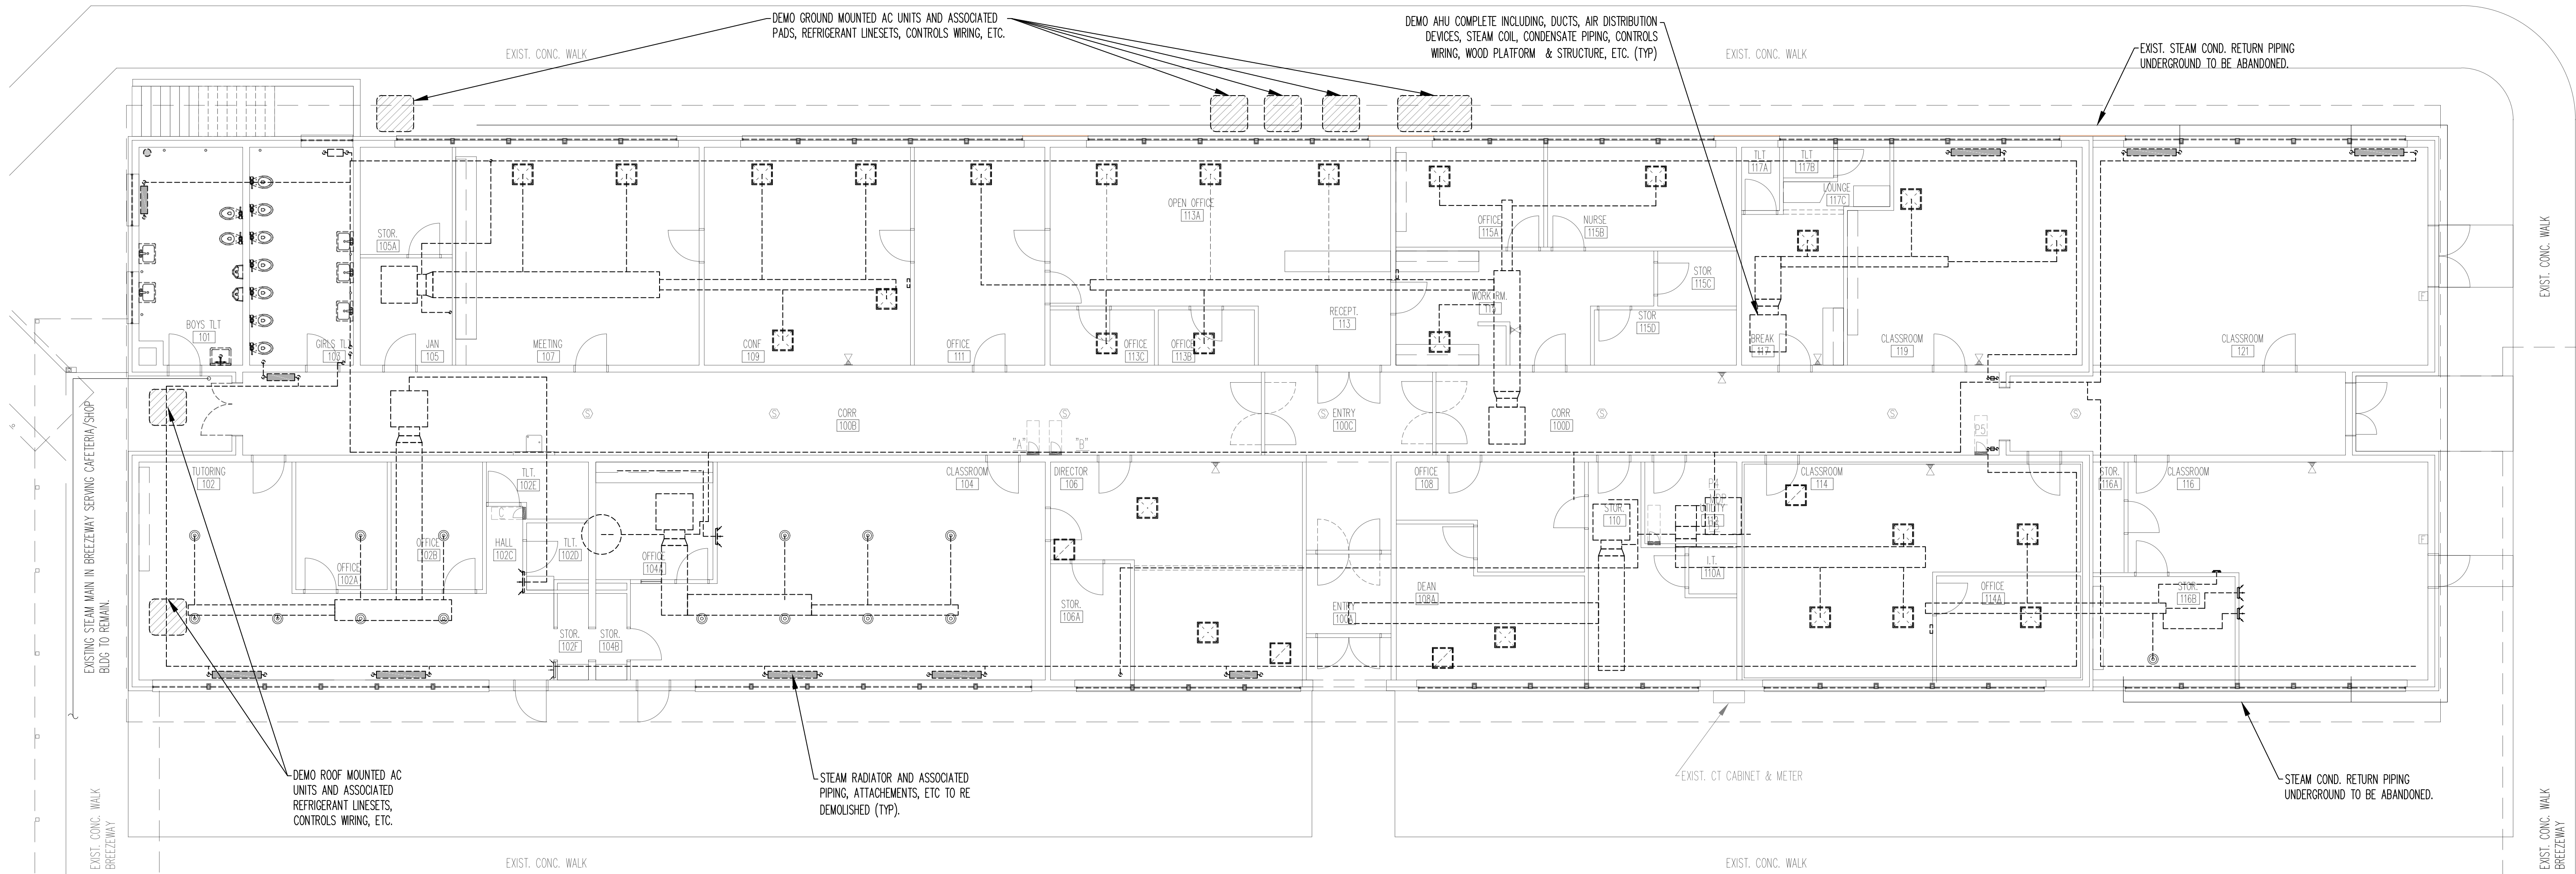 DEMO GROUND MOUNTED AC UNITS AND ASSOCIATED
PADS, REFRIGERANT LINESETS, CONTROLS WIRING, ETC.
DEMO AHU COMPLETE INCLUDING, DUCTS, AIR DISTRIBUTION
DEVICES, STEAM COIL, CONDENSATE PIPING, CONTROLS
WIRING, WOOD PLATFORM & STRUCTURE, ETC. (TYP)
EXIST. STEAM COND. RETURN PIPING
UNDERGROUND TO BE ABANDONED.
EXIST. CONC. WALK
EXIST. CONC. WALK
EXIST. CONC. WALK
STOR.
105A
OPEN OFFICE
113A
OFFICE
115A
NURSE
115B
TLT
117A
TLT
117B
LOUNGE
117C
STOR
115C
BOYS TLT
101
GIRLS TLT
103
JAN
105
MEETING
107
CONF
109
OFFICE
111
OFFICE
113C
OFFICE
113B
RECEPT.
113
WORK RM.
STOR
115D
BREAK
117
CLASSROOM
119
CLASSROOM
121
F
CORR
100B
ENTRY
100C
CORR
100D
S
S
S
S
S
S
S
"A"
"B"
P5
EXISTING STEAM MAIN IN BREEZEWAY SERVING CAFETERIA/SHOP
BLDG TO REMAIN.
TUTORING
102
OFFICE
102A
OFFICE
102B
TLT.
102E
C
HALL
102C
TLT.
102D
OFFICE
104A
CLASSROOM
104
DIRECTOR
106
STOR.
106A
STOR.
102F
STOR.
104B
ENTRY
100A
OFFICE
108
DEAN
108A
STOR.
110
UTILITY
I.T.
110A
CLASSROOM
114
OFFICE
114A
STOR.
116A
CLASSROOM
116
STOR.
116B
F
DEMO ROOF MOUNTED AC
UNITS AND ASSOCIATED
REFRIGERANT LINESETS,
CONTROLS WIRING, ETC.
STEAM RADIATOR AND ASSOCIATED
PIPING, ATTACHEMENTS, ETC TO RE
DEMOLISHED (TYP).
EXIST. CT CABINET & METER
STEAM COND. RETURN PIPING
UNDERGROUND TO BE ABANDONED.
EXIST. CONC. WALK
BREEZEWAY
EXIST. CONC. WALK
EXIST. CONC. WALK
EXIST. CONC. WALK
BREEZEWAY